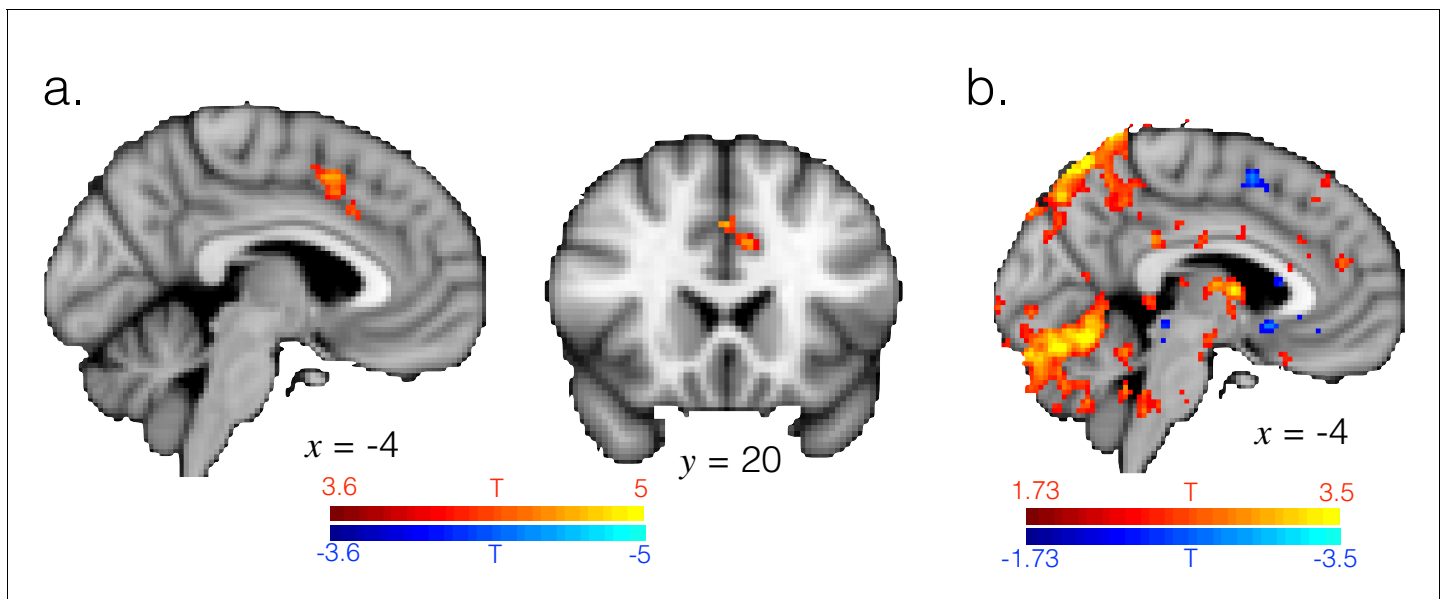 a.
b.
x = -4
y = 20
x = -4
3.6 T 5
-3.6 T -5
1.73 T 3.5
-1.73 T -3.5